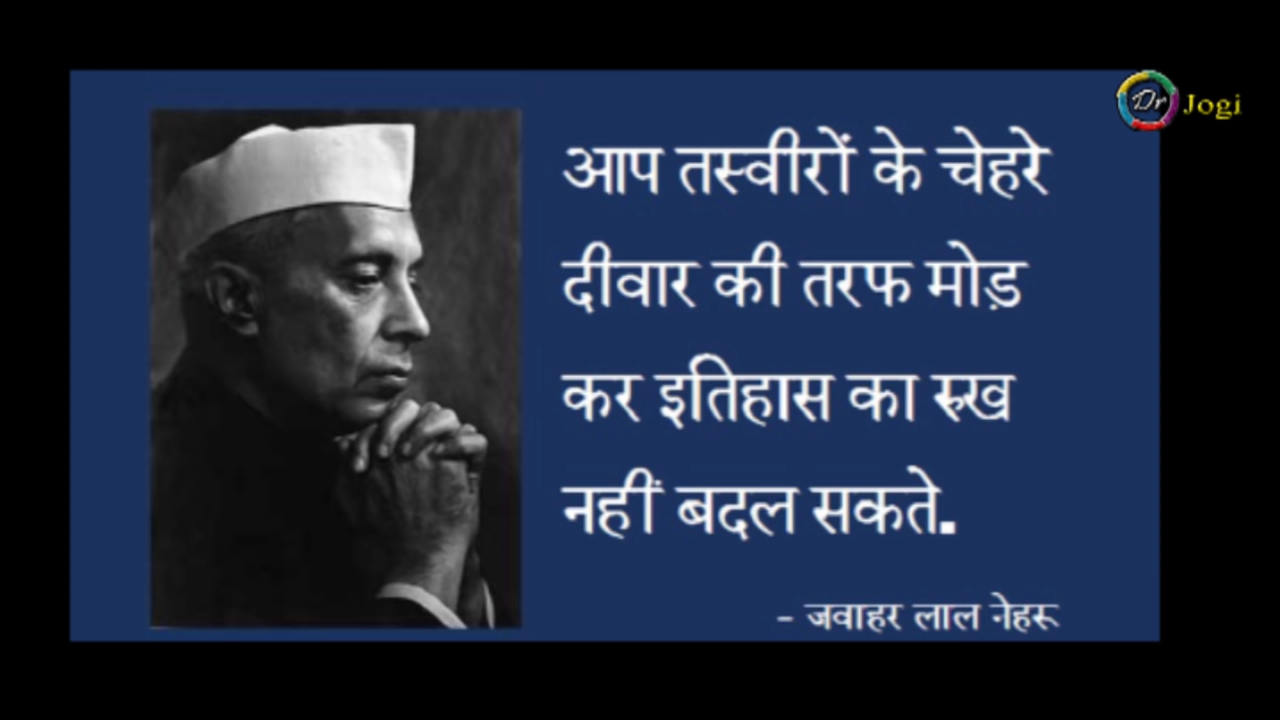 Dr Jogi
आप तस्वीरों के चेहरे
दीवार की तरफ मोड़
कर इतिहास का रुख
नहीं बदल सकते.
- जवाहर लाल नेहरू